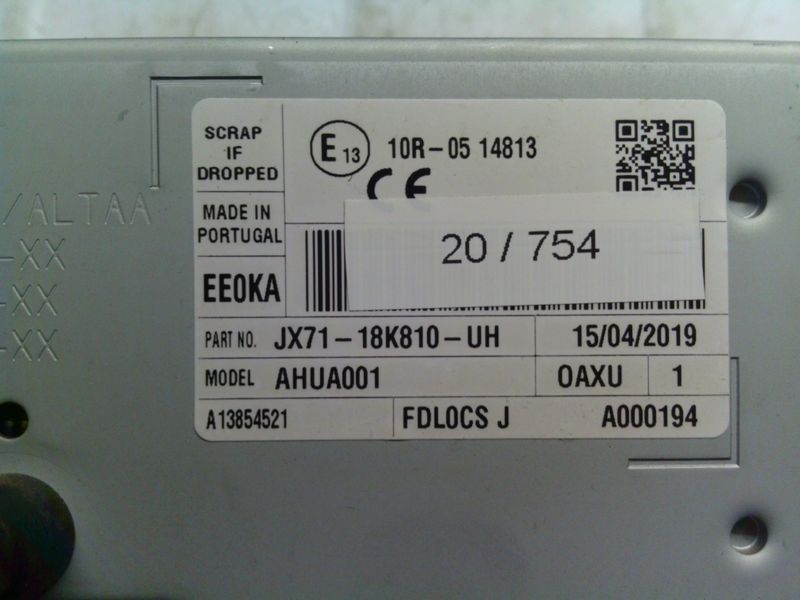 SCRAP
IF
DROPPED
E 13 10R-05 14813
CE
MADE IN
PORTUGAL
20 / 754
EE0KA
PART NO. JX71-18K810-UH 15/04/2019
MODEL AHUA001 OAXU 1
A13854521 FDLOCS J A000194
/ALTAA
-XX
-XX
-XX